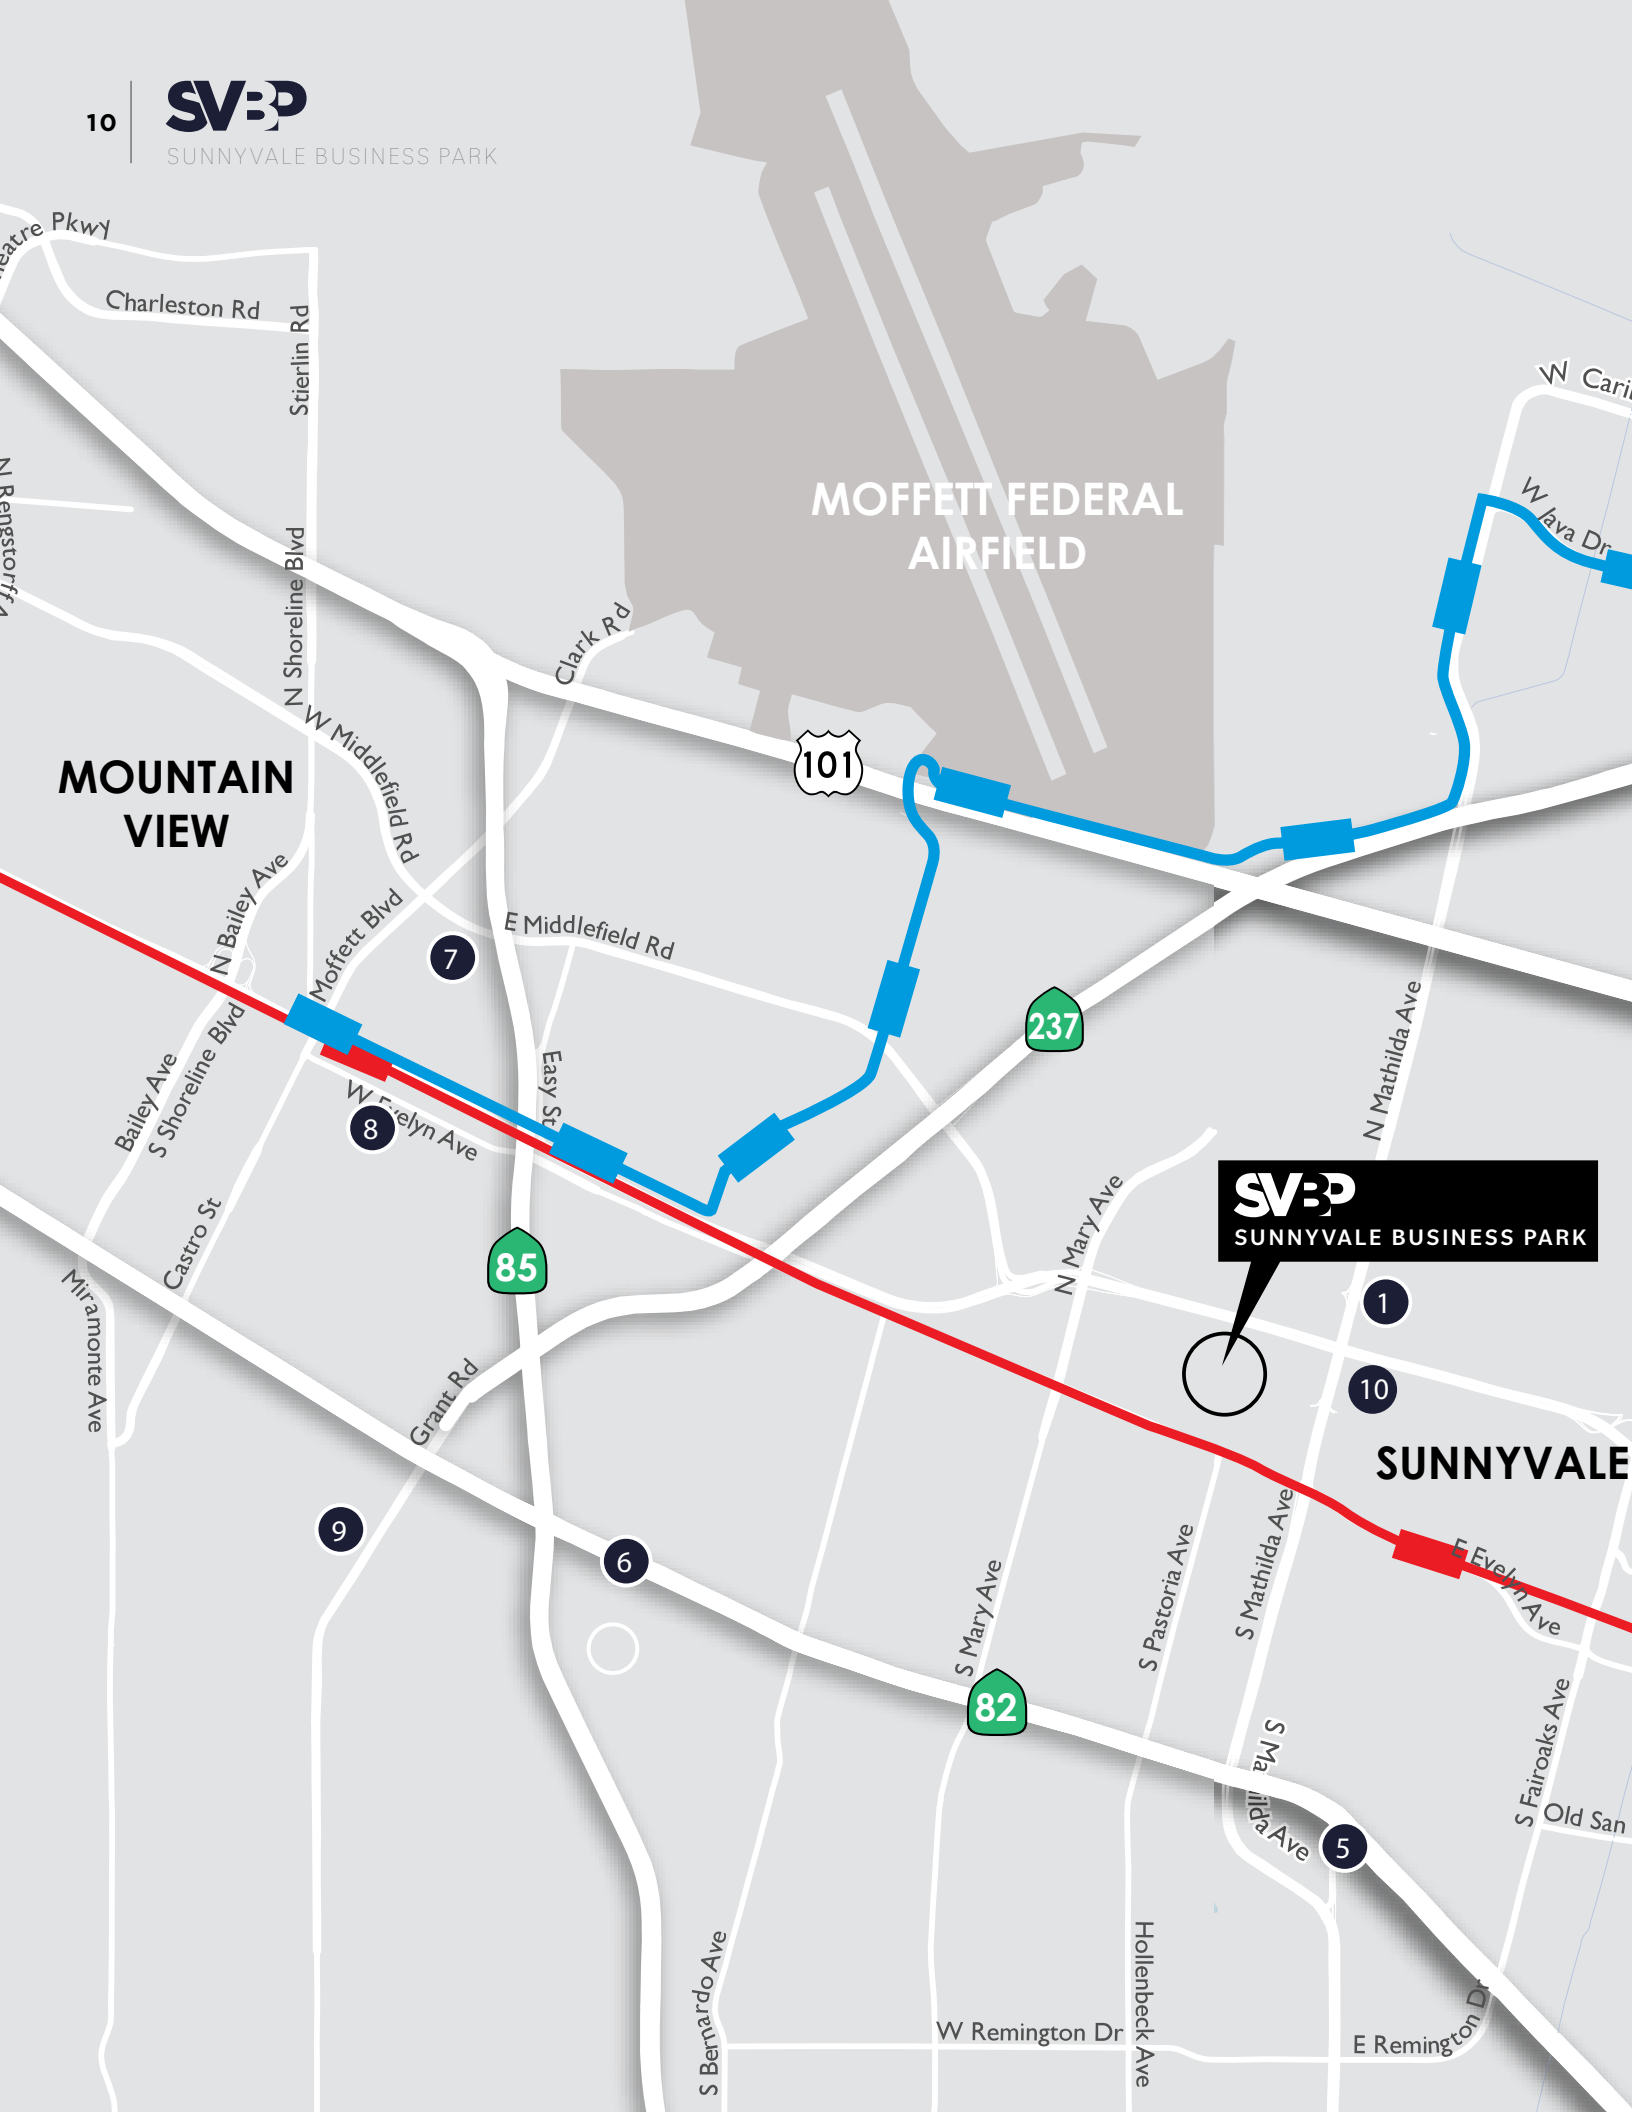 10
SVBP
SUNNYVALE BUSINESS PARK
Pkwy
Charleston Rd
Stierlin Rd
W
W Java Dr
MOFFETT FEDERAL
AIRFIELD
N Shoreline Blvd
Clark Rd
W Middlefield Rd
101
MOUNTAIN
VIEW
N Bailey Ave
Moffett Blvd
7
E Middlefield Rd
237
N Mathilda Ave
Bailey Ave
S Shoreline Blvd
W Evelyn Ave
8
Easy St
SVBP
SUNNYVALE BUSINESS PARK
N Mary Ave
Castro St
85
1
Miramonte Ave
Grant Rd
10
SUNNYVALE
9
6
S Mary Ave
S Pastoria Ave
S Mathilda Ave
E Evelyn Ave
82
S Mathilda Ave
5
S Fairoaks Ave
Old San
S Bernardo Ave
Hollenbeck Ave
W Remington Dr
E Remington Dr